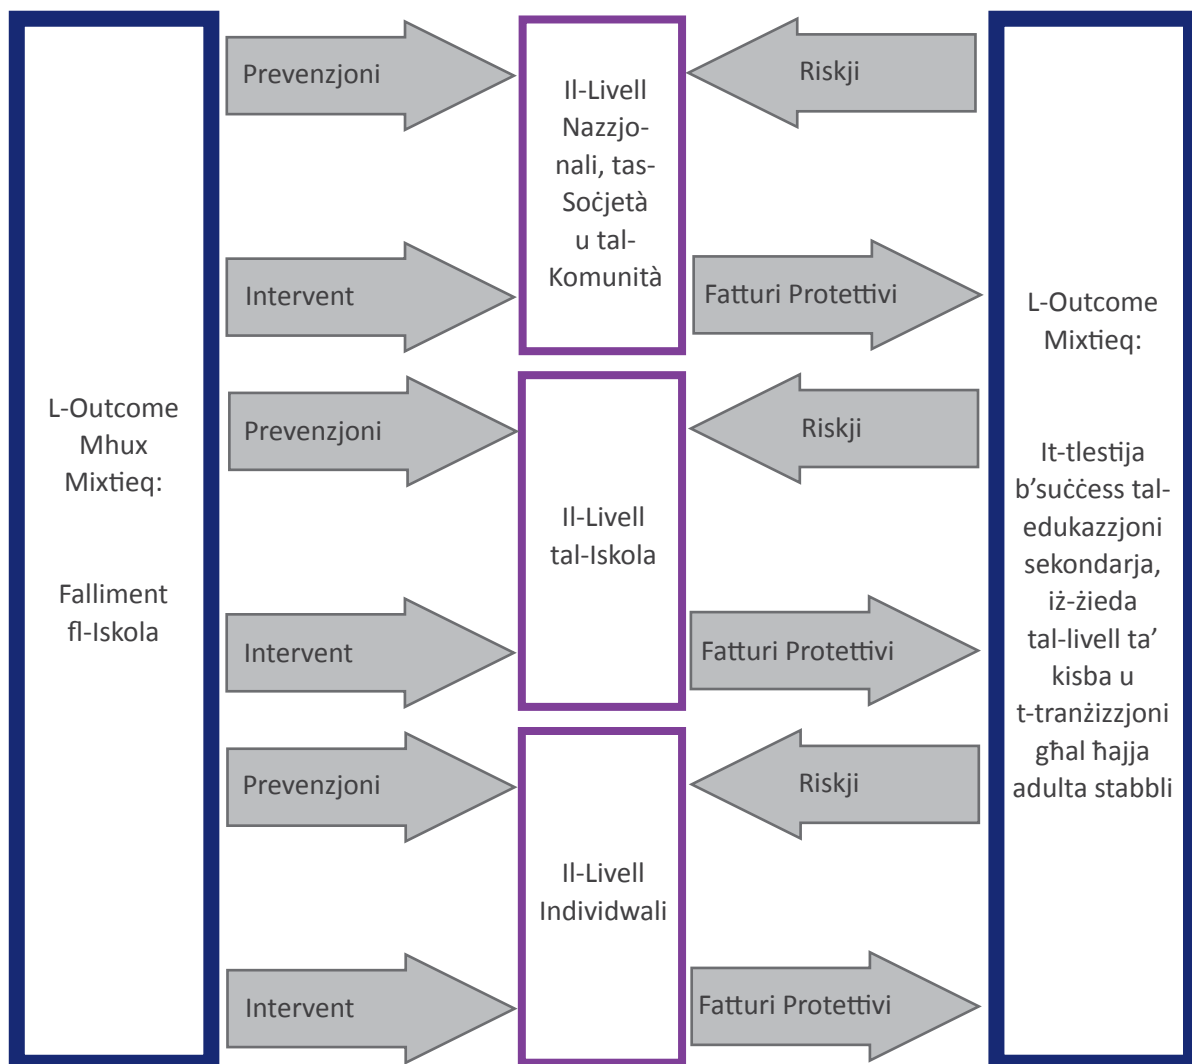 L-Outcome
Mhux
Mixtieq:
Falliment
fl-Iskola
Prevenzjoni
Intervent
Prevenzjoni
Intervent
Prevenzjoni
Intervent
Il-Livell
Nazzjo-
nali, tas-
Soċjetà
u tal-
Komunità
Il-Livell
tal-Iskola
Il-Livell
Individwali
Riskji
Fatturi Protettivi
Riskji
Fatturi Protettivi
Riskji
Fatturi Protettivi
L-Outcome
Mixtieq:
It-tlestija
b’suċċess tal-
edukazzjoni
sekondarja,
iż-żieda
tal-livell ta’
kisba u
t-tranżizzjoni
għal ħajja
adulta stabbli